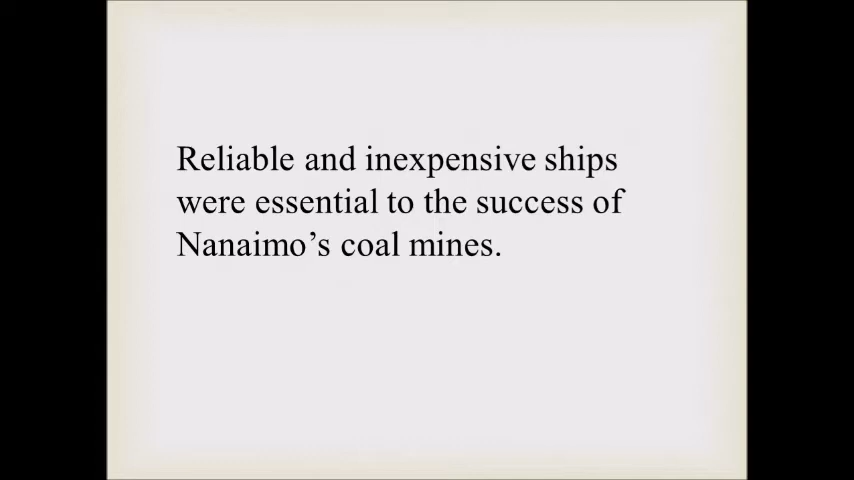 Reliable and inexpensive ships
were essential to the success of
Nanaimo’s coal mines.